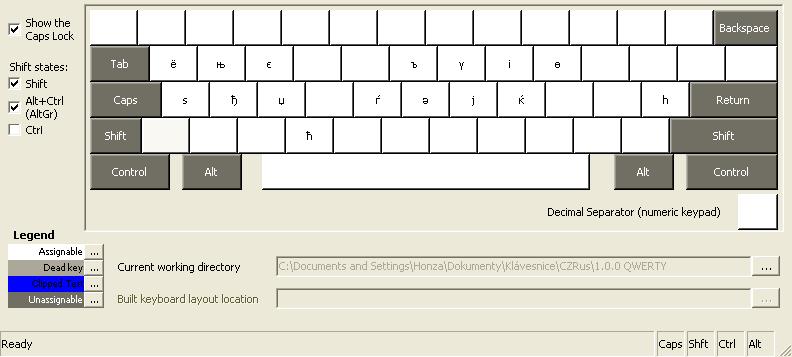 Show the
Caps Lock
Shift states:
Shift
Alt+Ctrl
(AltGr)
Ctrl
Backspace
Tab ё њ є ъ ү і ө
Caps ѕ ђ џ ѓ ә ј ќ һ Return
Shift ћ Shift
Control Alt Alt Control
Decimal Separator (numeric keypad)
Legend
Assignable ...
Dead key ...
Clipped Text ...
Unassignable ...
Current working directory C:\Documents and Settings\Honza\Dokumenty\Klávesnice\CZRus\1.0.0 QWERTY ...
Built keyboard layout location ...
Ready Caps Shft Ctrl Alt